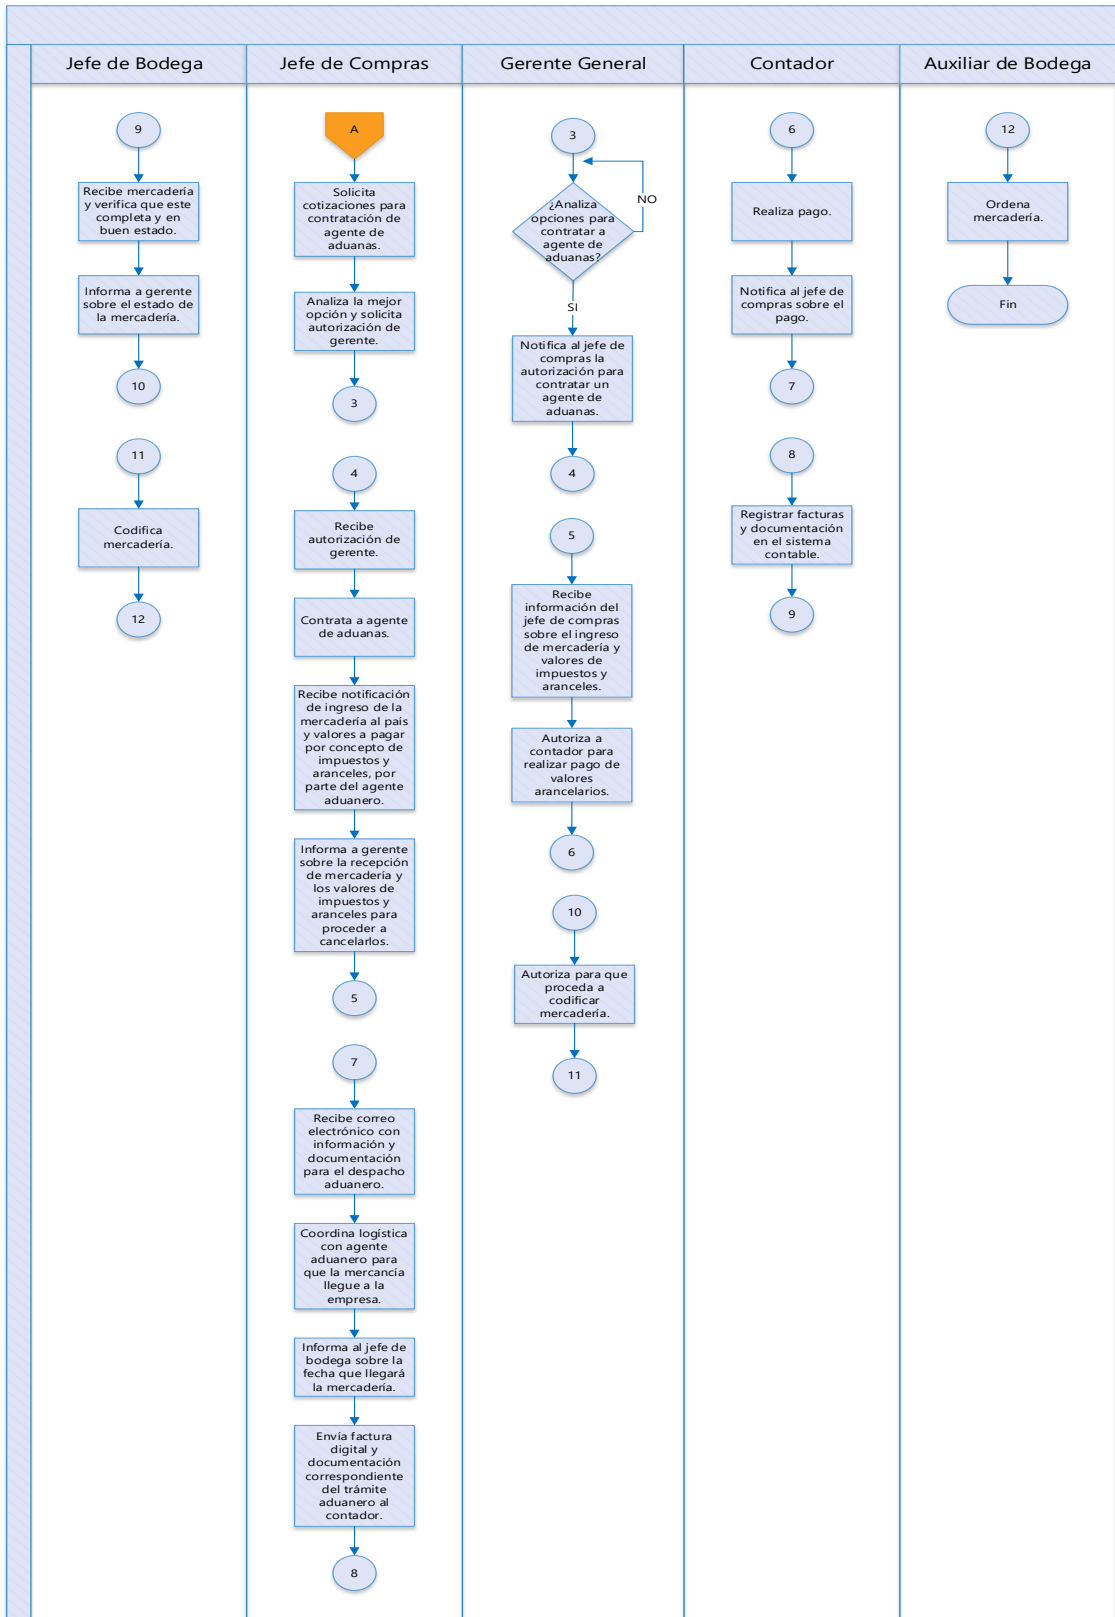 Jefe de Bodega
Jefe de Compras
Gerente General
Contador
Auxiliar de Bodega
9
Recibe mercadería
y verifica que este
completa y en
buen estado.
Informa a gerente
sobre el estado de
la mercadería.
10
11
Codifica
mercadería.
12
A
Solicita
cotizaciones para
contratación de
agente de
aduanas.
Analiza la mejor
opción y solicita
autorización de
gerente.
3
4
Recibe
autorización de
gerente.
Contrata a agente
de aduanas.
Recibe notificación
de ingreso de la
mercadería al país
y valores a pagar
por concepto de
impuestos y
aranceles, por
parte del agente
aduanero.
Informa a gerente
sobre la recepción
de mercadería y
los valores de
impuestos y
aranceles para
proceder a
cancelarlos.
5
7
Recibe correo
electrónico con
información y
documentación
para el despacho
aduanero.
Coordina logística
con agente
aduanero para
que la mercancía
llegue a la
empresa.
Informa al jefe de
bodega sobre la
fecha que llegará
la mercadería.
Envía factura
digital y
documentación
correspondiente
del trámite
aduanero al
contador.
8
3
¿Analiza
opciones para
contratar a
agente de
aduanas?
NO
SI
Notifica al jefe de
compras la
autorización para
contratar un
agente de
aduanas.
4
5
Recibe
información del
jefe de compras
sobre el ingreso
de mercadería y
valores de
impuestos y
aranceles.
Autoriza a
contador para
realizar pago de
valores
arancelarios.
6
10
Autoriza para que
proceda a
codificar
mercadería.
11
6
Realiza pago.
Notifica al jefe de
compras sobre el
pago.
7
8
Registrar facturas
y documentación
en el sistema
contable.
9
12
Ordena
mercadería.
Fin